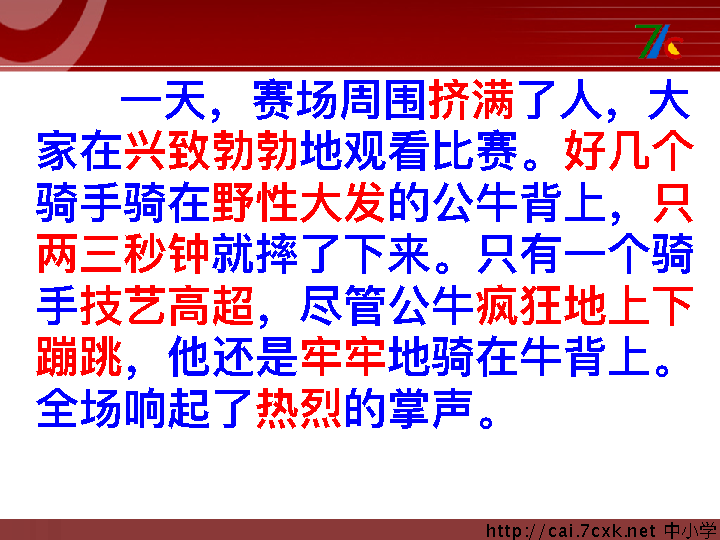 一天，赛场周围挤满了人，大
家在兴致勃勃地观看比赛。好几个
骑手骑在野性大发的公牛背上，只
两三秒钟就摔了下来。只有一个骑
手技艺高超，尽管公牛疯狂地上下
蹦跳，他还是牢牢地骑在牛背上。
全场响起了热烈的掌声。
7c
http://cai.7cxk.net 中小学